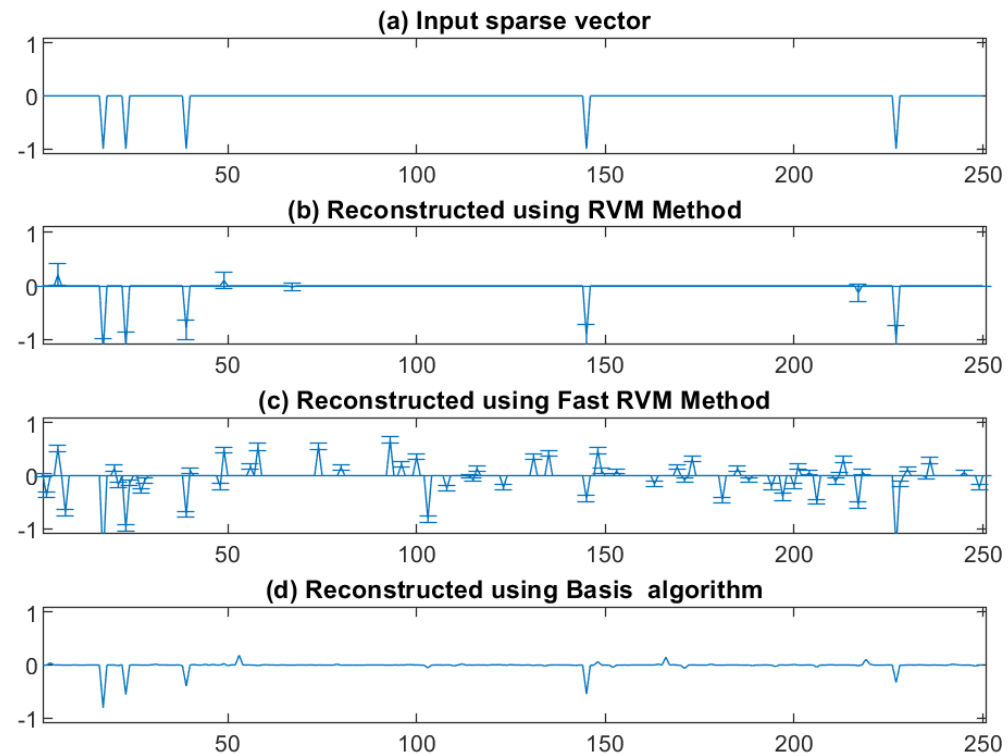 (a) Input sparse vector
1
0
-1
50 100 150 200 250
(b) Reconstructed using RVM Method
1
0
-1
50 100 150 200 250
(c) Reconstructed using Fast RVM Method
1
0
-1
50 100 150 200 250
(d) Reconstructed using Basis  algorithm
1
0
-1
50 100 150 200 250